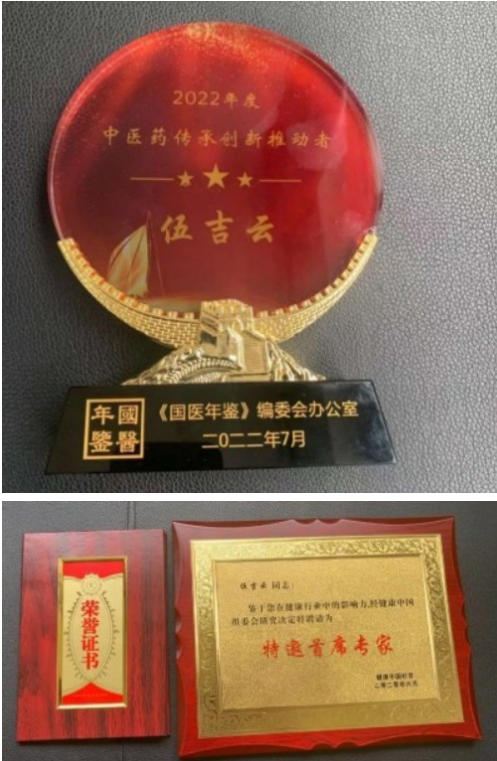 2022年度
中医药传承创新推动者
伍吉云
年國
鑒醫
《国医年鉴》编委会办公室
二〇二二年7月
荣誉证书
伍吉云同志：
鉴于您在健康行业中的影响力,经健康中国
组委会研究决定特聘请为
特邀首席专家
健康中国